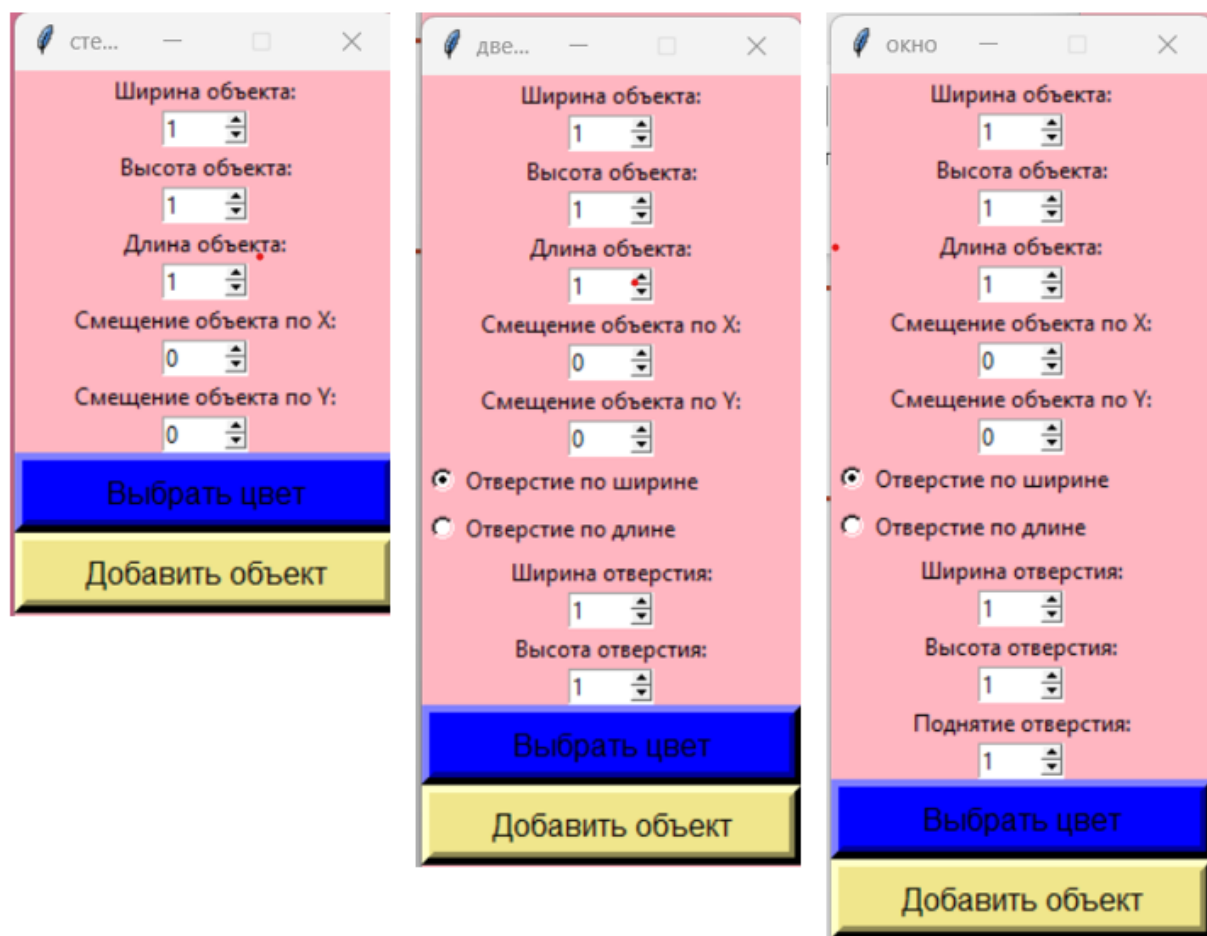 сте...
Ширина объекта:
1
Высота объекта:
1
Длина объекта:
1
Смещение объекта по X:
0
Смещение объекта по Y:
0
Выбрать цвет
Добавить объект
две...
Ширина объекта:
1
Высота объекта:
1
Длина объекта:
1
Смещение объекта по X:
0
Смещение объекта по Y:
0
Отверстие по ширине
Отверстие по длине
Ширина отверстия:
1
Высота отверстия:
1
Выбрать цвет
Добавить объект
окно
Ширина объекта:
1
Высота объекта:
1
Длина объекта:
1
Смещение объекта по X:
0
Смещение объекта по Y:
0
Отверстие по ширине
Отверстие по длине
Ширина отверстия:
1
Высота отверстия:
1
Поднятие отверстия:
1
Выбрать цвет
Добавить объект